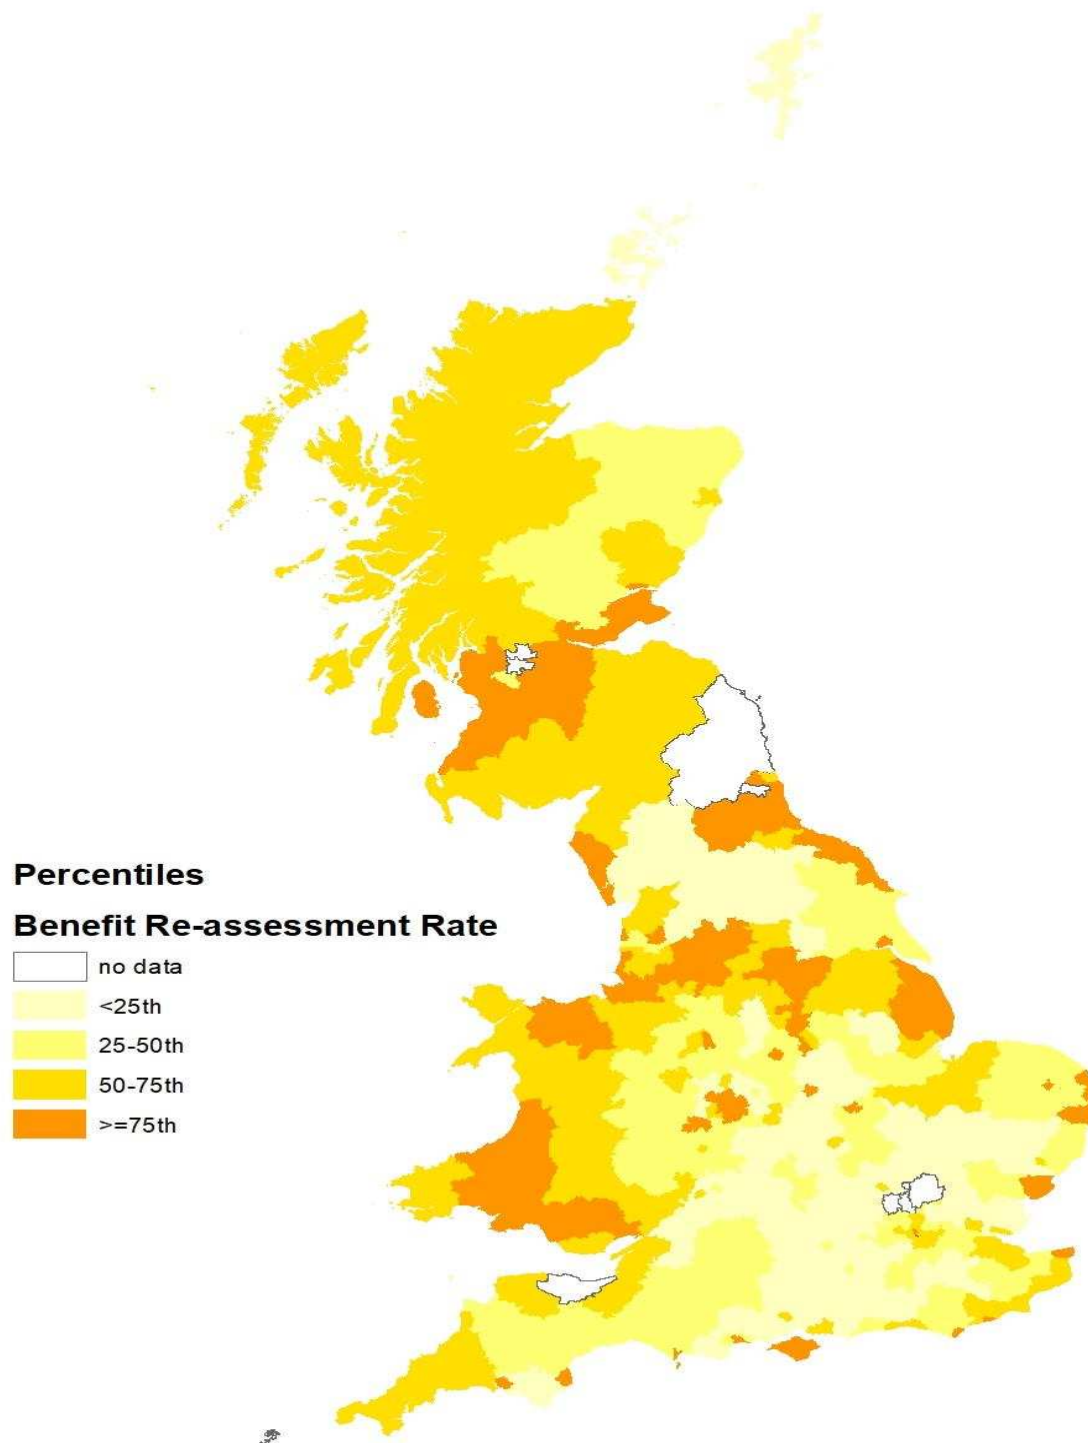 Percentiles
Benefit Re-assessment Rate
no data
<25th
25-50th
50-75th
>=75th